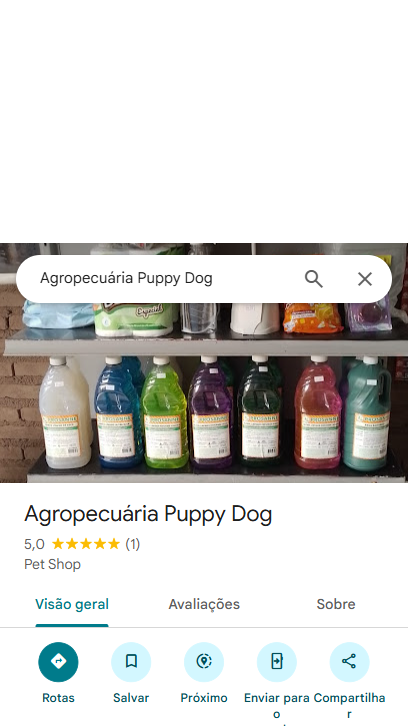 Agropecuária Puppy Dog
Agropecuária Puppy Dog
5,0 (1)
Pet Shop
Visão geral
Avaliações
Sobre
Rotas
Salvar
Próximo
Enviar para
o
Compartilha
r